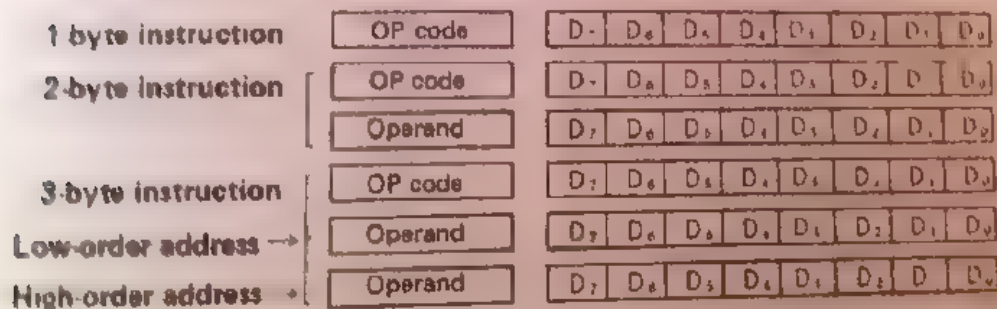 1 byte instruction OP code D₇ D₆ D₅ D₄ D₃ D₂ D₁ D₀
2-byte instruction OP code D₇ D₆ D₅ D₄ D₃ D₂ D D₀
Operand D₇ D₆ D₅ D₄ D₃ D₂ D₁ D₀
3-byte instruction OP code D₇ D₆ D₅ D₄ D₃ D₂ D₁ D₀
Low-order address → Operand D₇ D₆ D₅ D₄ D₃ D₂ D₁ D₀
High-order address → Operand D₇ D₆ D₅ D₄ D₃ D₂ D D₀